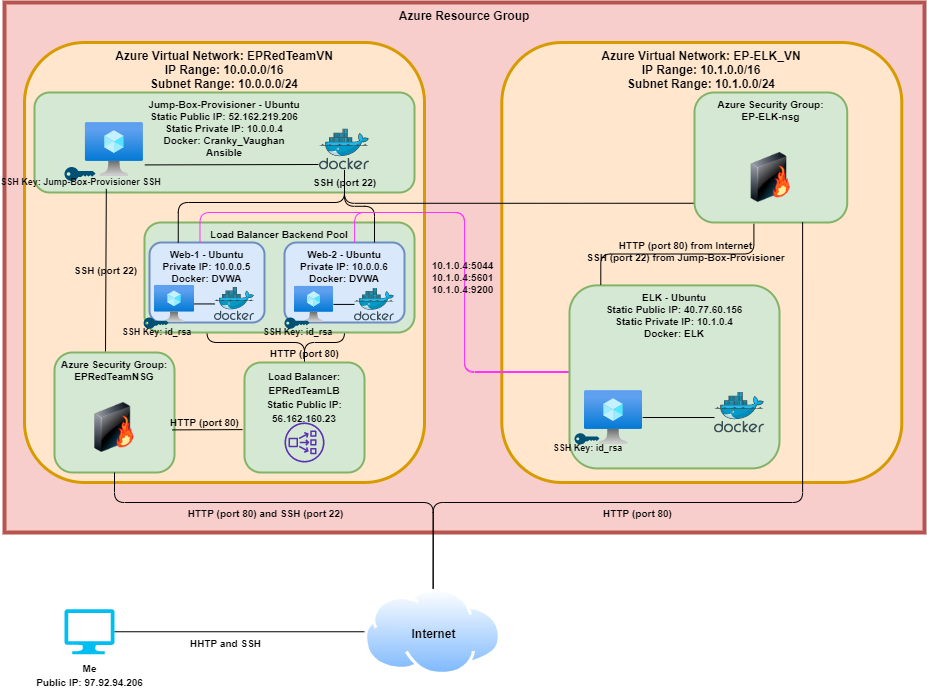 Azure Resource Group
Azure Virtual Network: EPRedTeamVN
IP Range: 10.0.0.0/16
Subnet Range: 10.0.0.0/24
Jump-Box-Provisioner - Ubuntu
Static Public IP: 52.162.219.206
Static Private IP: 10.0.0.4
Docker: Cranky_Vaughan
Ansible
docker
SSH Key: Jump-Box-Provisioner SSH
SSH (port 22)
Load Balancer Backend Pool
Web-1 - Ubuntu
Private IP: 10.0.0.5
Docker: DVWA
docker
SSH Key: id_rsa
Web-2 - Ubuntu
Private IP: 10.0.0.6
Docker: DVWA
docker
SSH Key: id_rsa
SSH (port 22)
HTTP (port 80)
Azure Security Group:
EPRedTeamNSG
HTTP (port 80)
Load Balancer:
EPRedTeamLB
Static Public IP:
56.162.160.23
10.1.0.4:5044
10.1.0.4:5601
10.1.0.4:9200
Azure Virtual Network: EP-ELK_VN
IP Range: 10.1.0.0/16
Subnet Range: 10.1.0.0/24
Azure Security Group:
EP-ELK-nsg
HTTP (port 80) from Internet
SSH (port 22) from Jump-Box-Provisioner
ELK - Ubuntu
Static Public IP: 40.77.60.156
Static Private IP: 10.1.0.4
Docker: ELK
docker
SSH Key: id_rsa
HTTP (port 80) and SSH (port 22)
HTTP (port 80)
Internet
HHTP and SSH
Me
Public IP: 97.92.94.206